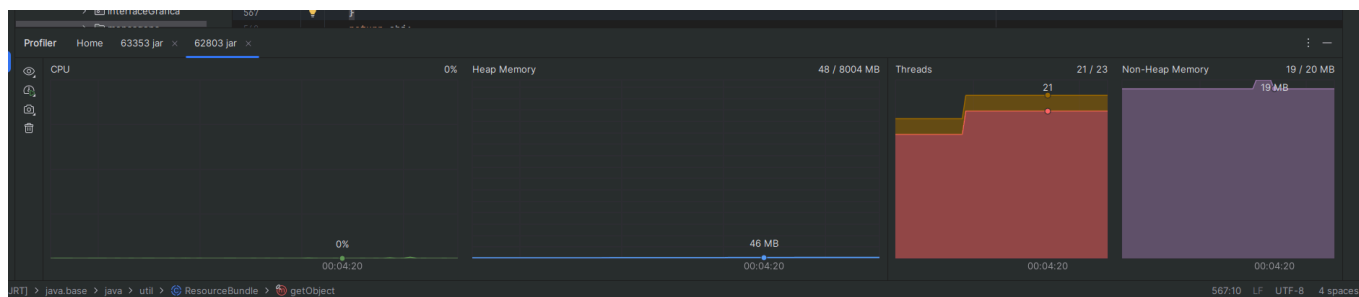 interfaceGrafica 567 }
Profiler Home 63353 jar × 62803 jar ×
CPU 0% Heap Memory 48 / 8004 MB Threads 21 / 23 Non-Heap Memory 19 / 20 MB
21 19 MB
0% 46 MB
00:04:20 00:04:20 00:04:20 00:04:20
java.base > java > util > ResourceBundle > getObject 567:10 LF UTF-8 4 spaces